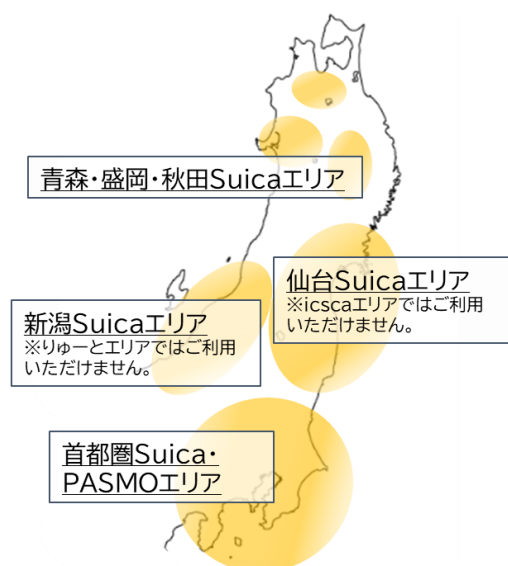 青森・盛岡・秋田Suicaエリア
仙台Suicaエリア
※icscaエリアではご利用
いただけません。
新潟Suicaエリア
※りゅーとエリアではご利用
いただけません。
首都圏Suica・
PASMOエリア